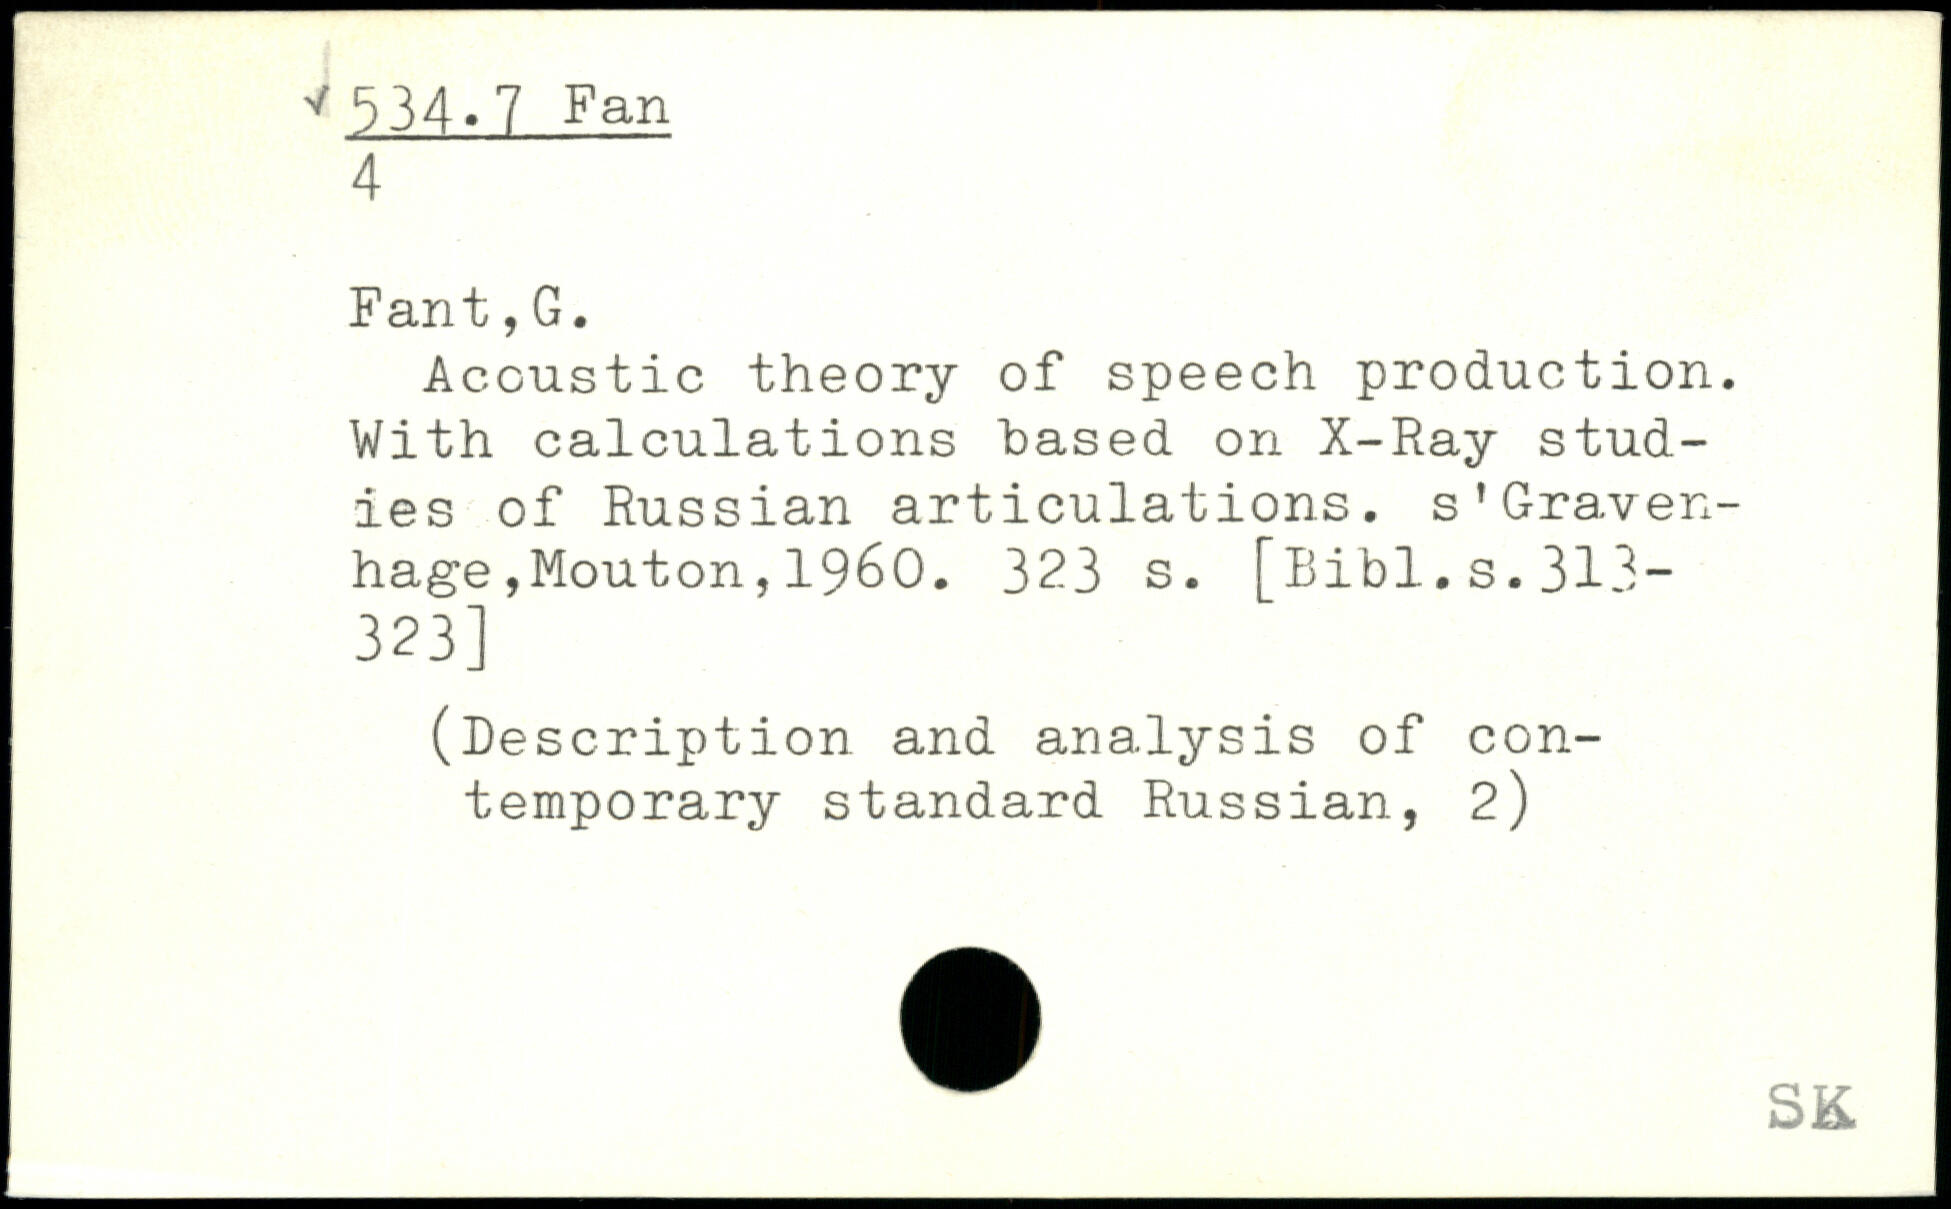 ✓ 534.7 Fan
4
Fant,G.
Acoustic theory of speech production.
With calculations based on X-Ray stud-
ies of Russian articulations. s'Graven-
hage,Mouton,1960. 323 s. [Bibl.s.313-
323]
(Description and analysis of con-
temporary standard Russian, 2)
SK